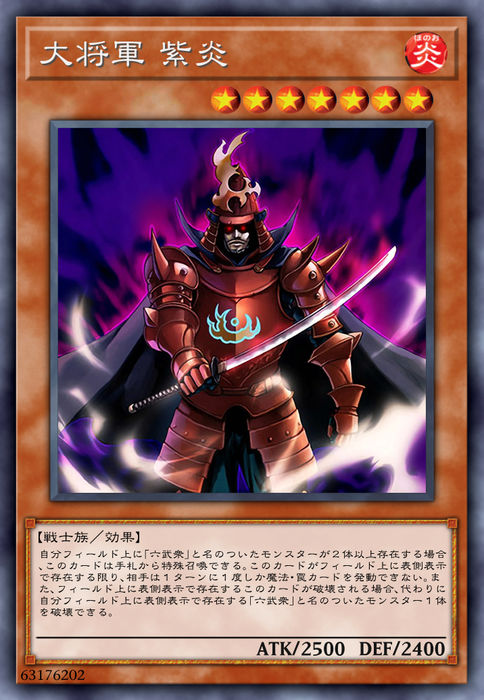 大将軍 紫炎
ほのお
炎
【戦士族／効果】
自分フィールド上に「六武衆」と名のついたモンスターが２体以上存在する場合
、このカードは手札から特殊召喚できる。このカードがフィールド上に表側表示
で存在する限り、相手は１ターンに１度しか魔法・罠カードを発動できない。ま
た、フィールド上に表側表示で存在するこのカードが破壊される場合、代わりに
自分フィールド上に表側表示で存在する「六武衆」と名のついたモンスター１体
を破壊できる。
ATK/2500 DEF/2400
63176202